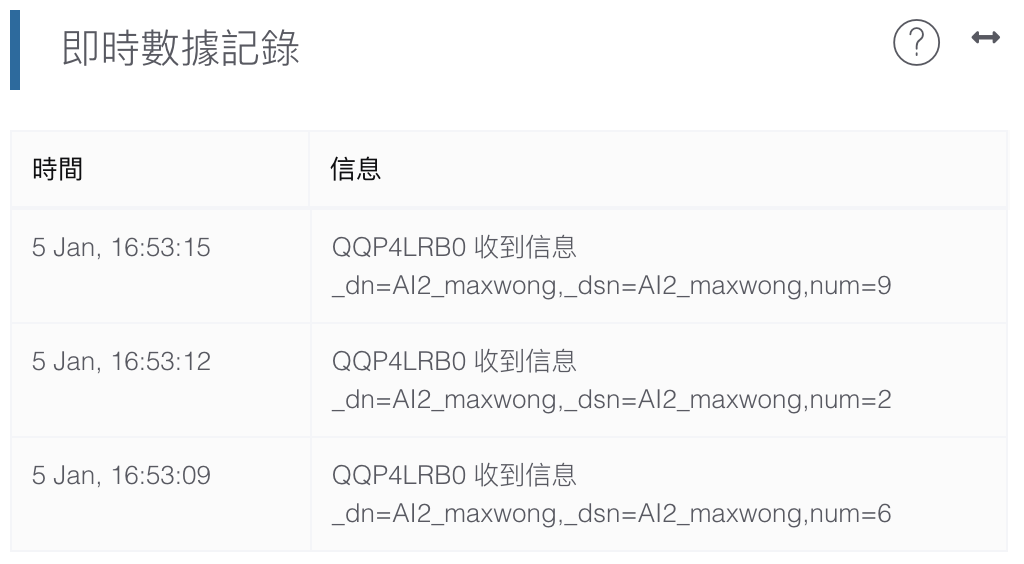 即時數據記錄
?
時間
信息
5 Jan, 16:53:15
QQP4LRB0 收到信息
_dn=AI2_maxwong,_dsn=AI2_maxwong,num=9
5 Jan, 16:53:12
QQP4LRB0 收到信息
_dn=AI2_maxwong,_dsn=AI2_maxwong,num=2
5 Jan, 16:53:09
QQP4LRB0 收到信息
_dn=AI2_maxwong,_dsn=AI2_maxwong,num=6